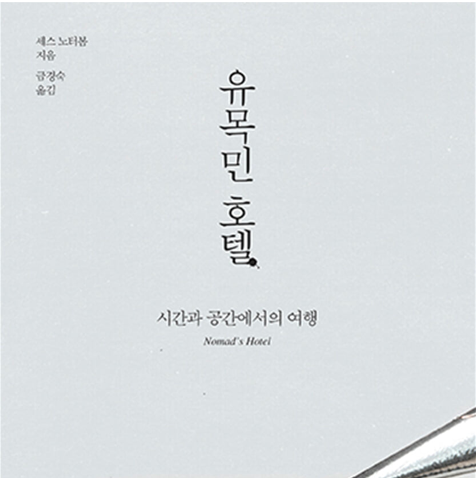 세스 노터봄
지음
금경숙
옮김
유목민 호텔
시간과 공간에서의 여행
Nomad's Hotel